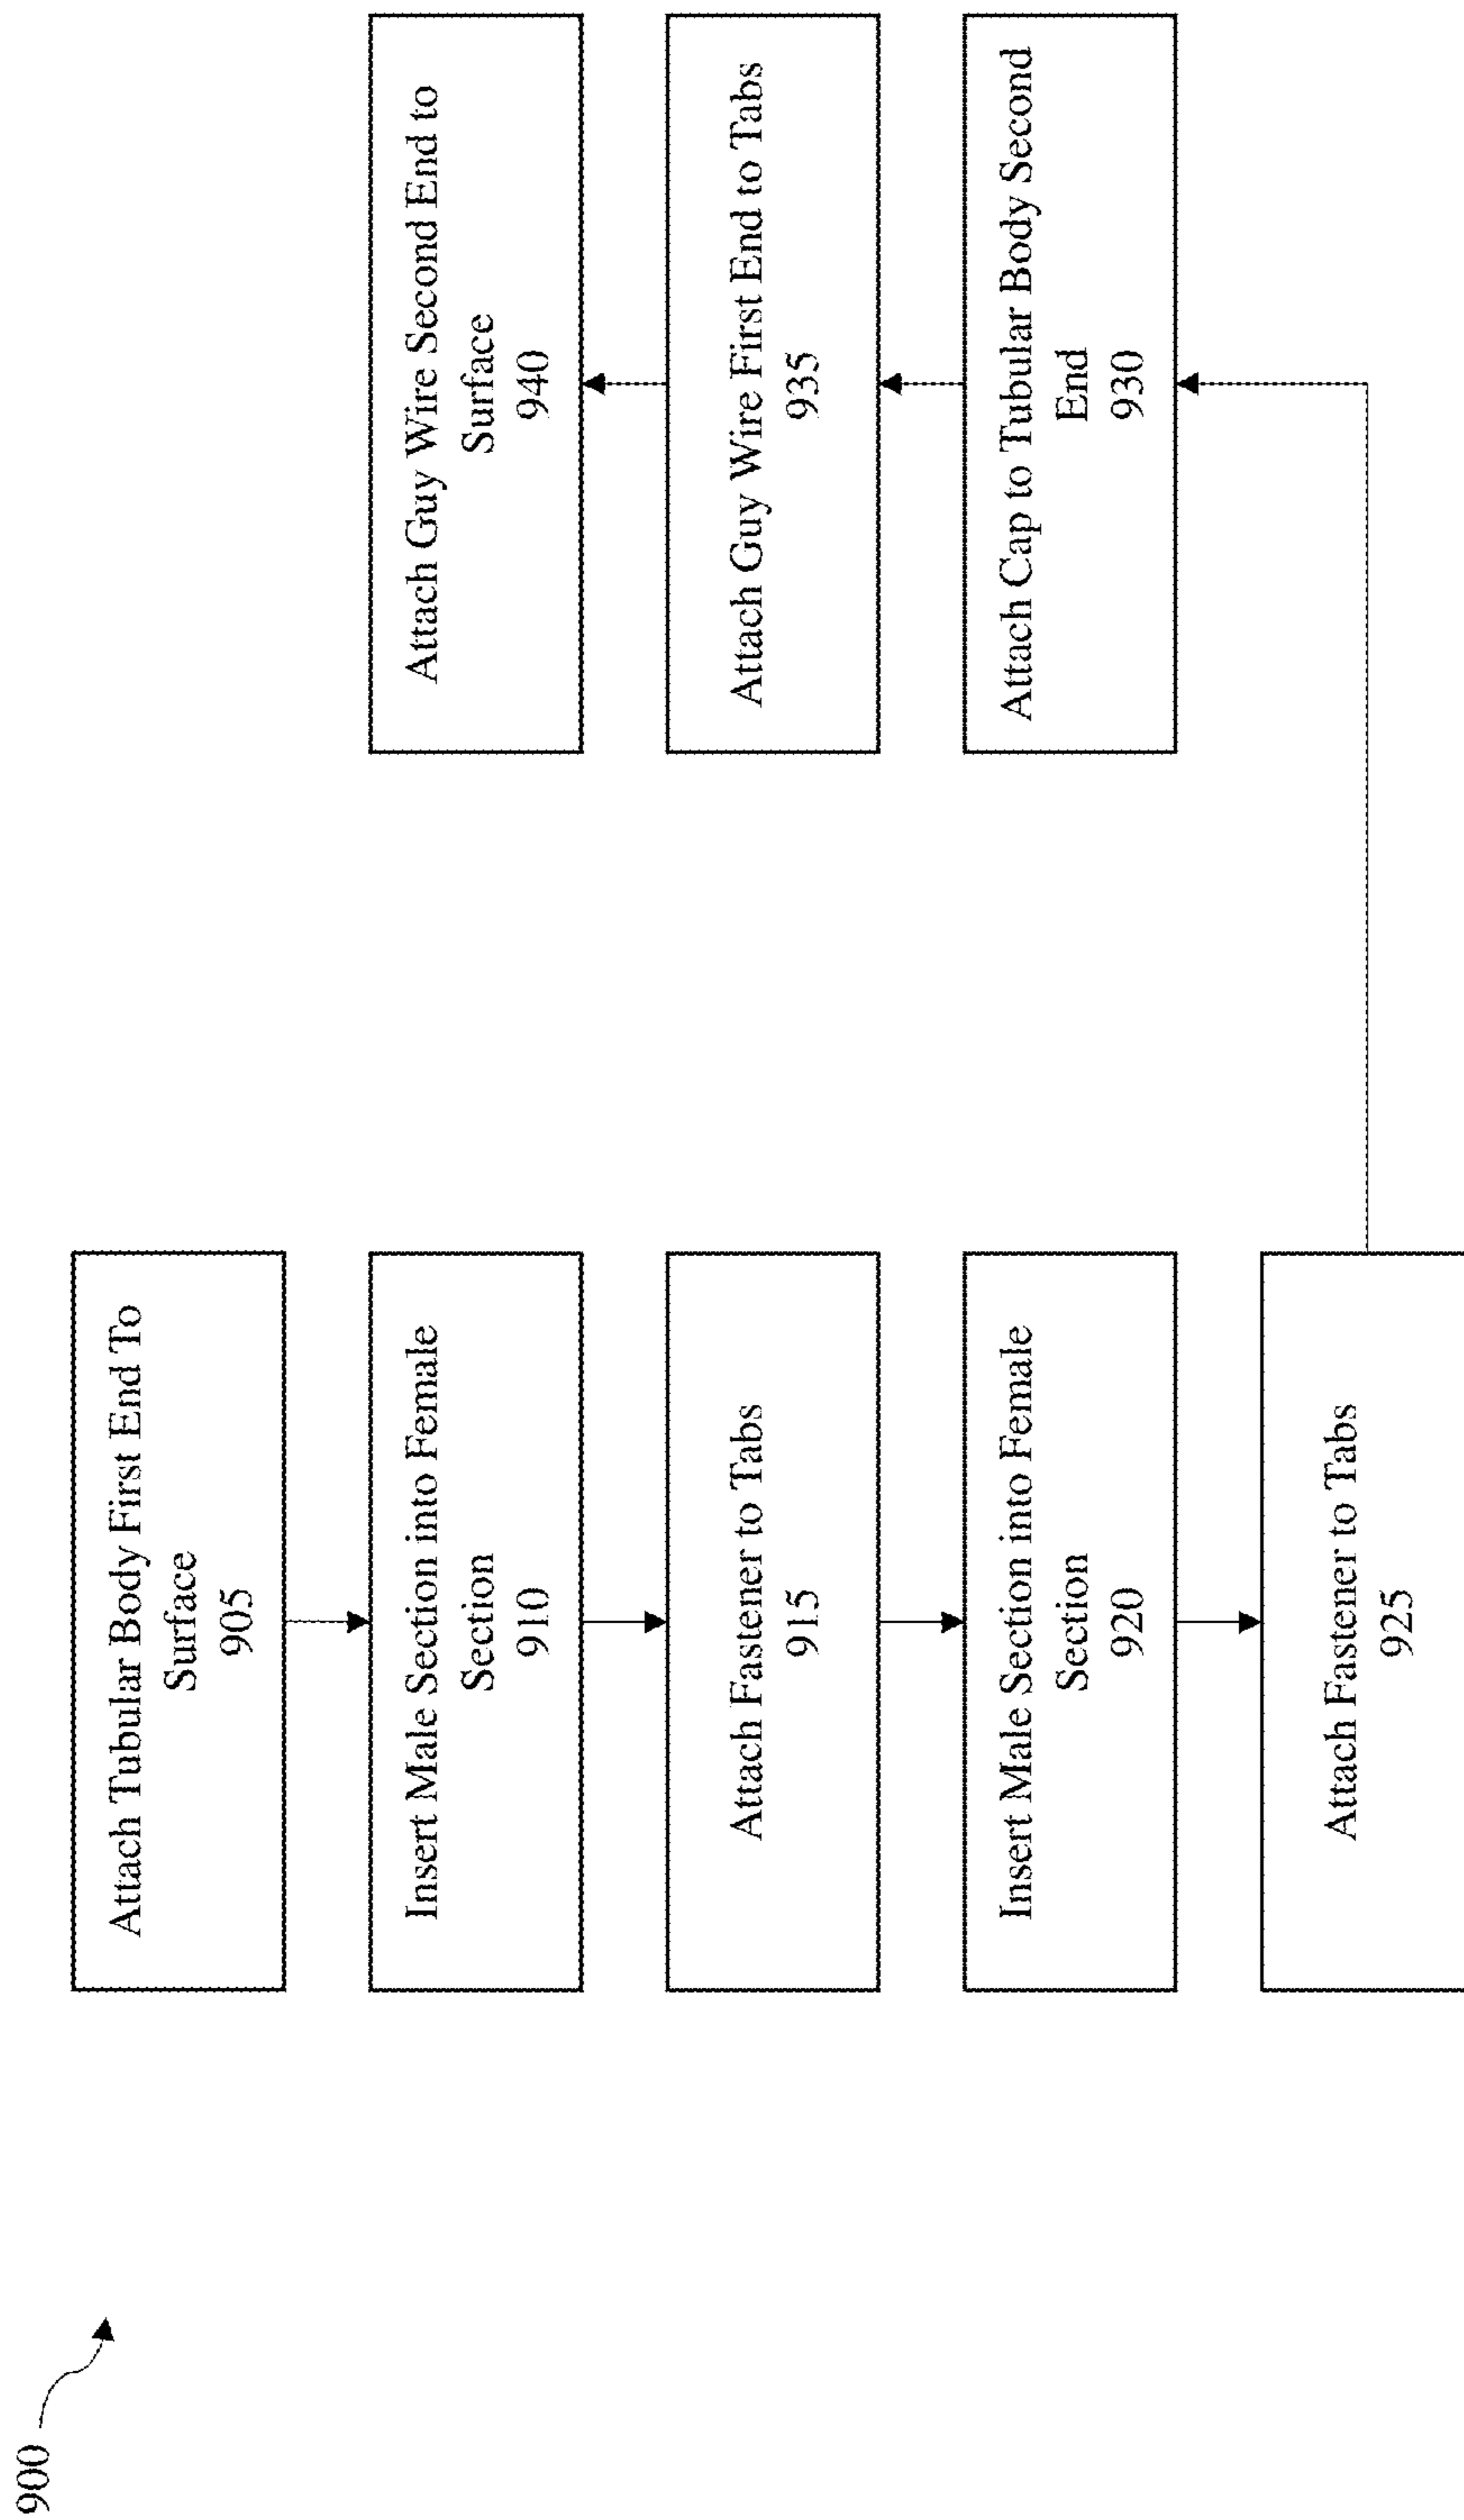 900
Attach Tubular Body First End To
Surface
905
Insert Male Section into Female
Section
910
Attach Fastener to Tabs
915
Insert Male Section into Female
Section
920
Attach Fastener to Tabs
925
Attach Cap to Tubular Body Second
End
930
Attach Guy Wire First End to Tabs
935
Attach Guy Wire Second End to
Surface
940